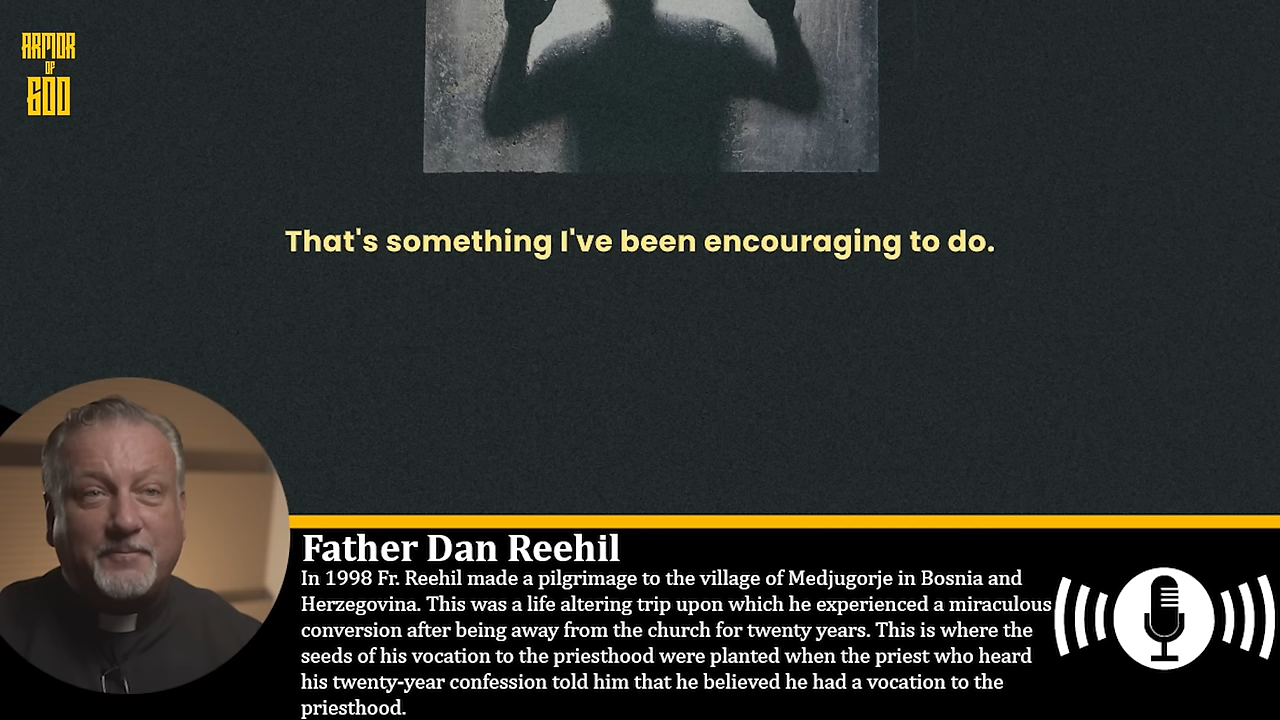 ARMOR
OF
GOD
That's something I've been encouraging to do.
Father Dan Reehil
In 1998 Fr. Reehil made a pilgrimage to the village of Medjugorje in Bosnia and
Herzegovina. This was a life altering trip upon which he experienced a miraculous
conversion after being away from the church for twenty years. This is where the
seeds of his vocation to the priesthood were planted when the priest who heard
his twenty-year confession told him that he believed he had a vocation to the
priesthood.